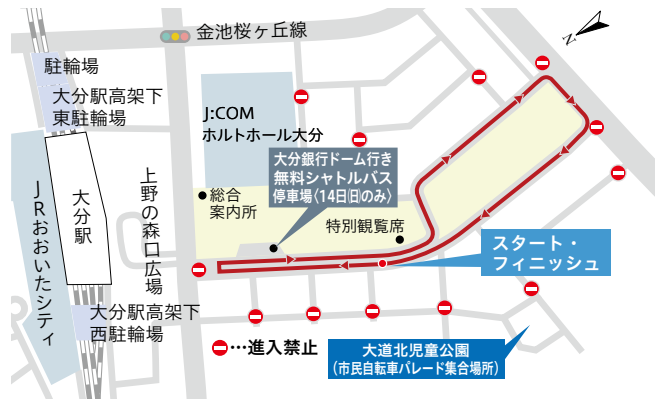 金池桜ヶ丘線
N
駐輪場
大分駅高架下
東駐輪場
J:COM
ホルトホール大分
大分銀行ドーム行き
無料シャトルバス
停車場〈14日(日)のみ〉
大分駅
上野の森口広場
総合
案内所
特別観覧席
JRおおいたシティ
スタート・
フィニッシュ
大分駅高架下
西駐輪場
…進入禁止
大道北児童公園
(市民自転車パレード集合場所)